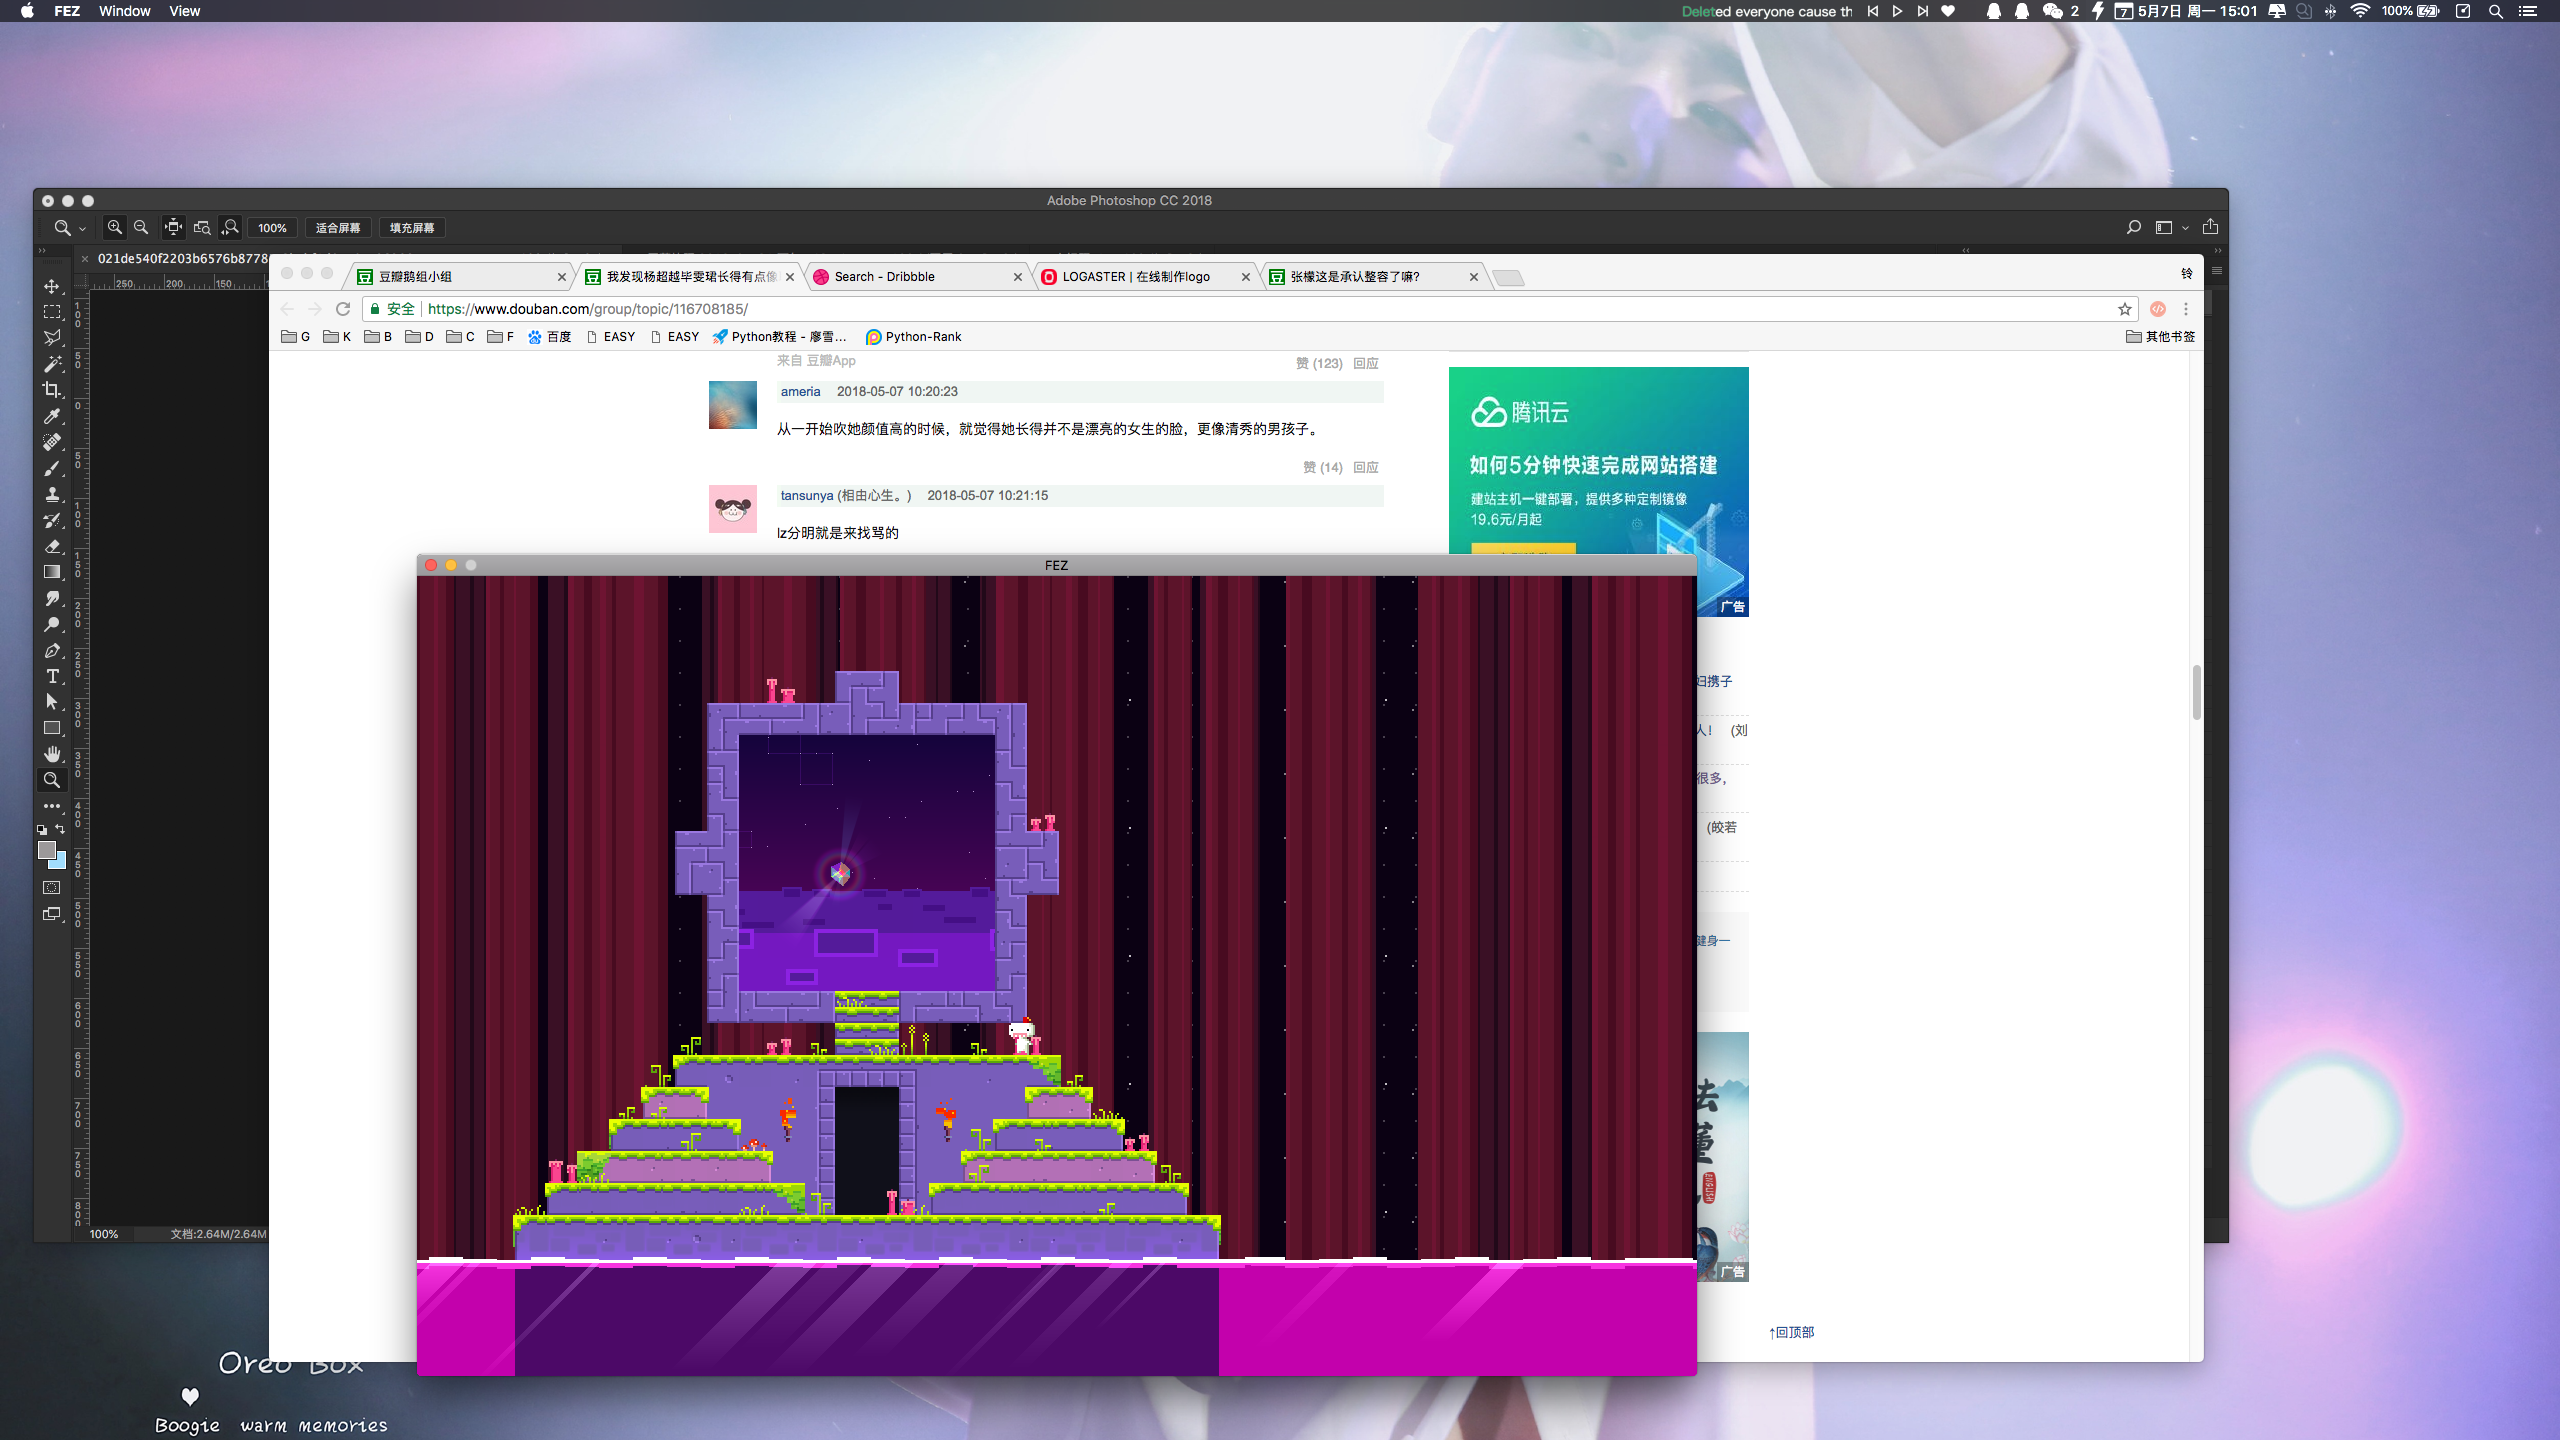 FEZ Window View
Deleted everyone cause th
2
7 5月7日 周一 15:01
100%
Adobe Photoshop CC 2018
100% 适合屏幕 填充屏幕
021de540f2203b6576b8778
豆瓣鹅组小组
我发现杨超越毕雯珺长得有点像
Search - Dribbble
LOGASTER | 在线制作logo
张檬这是承认整容了嘛?
铃
安全 https://www.douban.com/group/topic/116708185/
G K B D C F 百度 EASY EASY Python教程 - 廖雪... Python-Rank 其他书签
来自 豆瓣App
赞 (123) 回应
ameria 2018-05-07 10:20:23
从一开始吹她颜值高的时候，就觉得她长得并不是漂亮的女生的脸，更像清秀的男孩子。
赞 (14) 回应
tansunya (相由心生。) 2018-05-07 10:21:15
lz分明就是来找骂的
腾讯云
如何5分钟快速完成网站搭建
建站主机一键部署，提供多种定制镜像
19.6元/月起
广告
FEZ
妇携子
人！ (刘
很多，
(皎若
健身一
法
董
ENGLISH
广告
↑回顶部
250 200 150
100%
文档:2.64M/2.64M
Oreo Box
Boogie warm memories